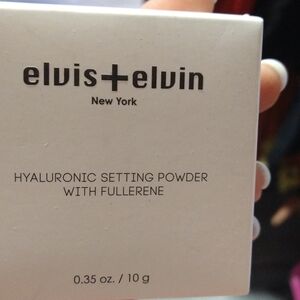 elvis+elvin
New York
HYALURONIC SETTING POWDER
WITH FULLERENE
0.35 oz. / 10 g